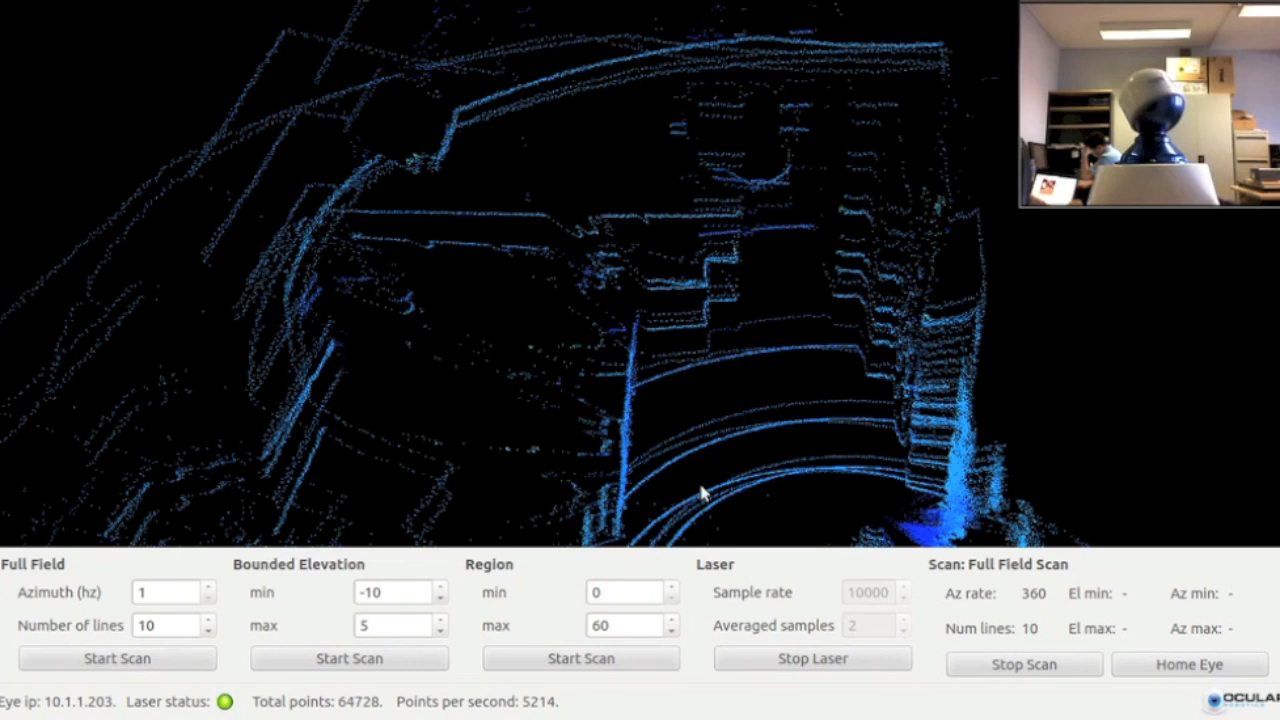 Full Field
Azimuth (hz) 1
Number of lines 10
Start Scan
Bounded Elevation
min -10
max 5
Start Scan
Region
min 0
max 60
Start Scan
Laser
Sample rate 10000
Averaged samples 2
Stop Laser
Scan: Full Field Scan
Az rate: 360 El min: - Az min: -
Num lines: 10 El max: - Az max: -
Stop Scan Home Eye
Eye ip: 10.1.1.203. Laser status: Total points: 64728. Points per second: 5214.
OCULAR
ROBOTICS